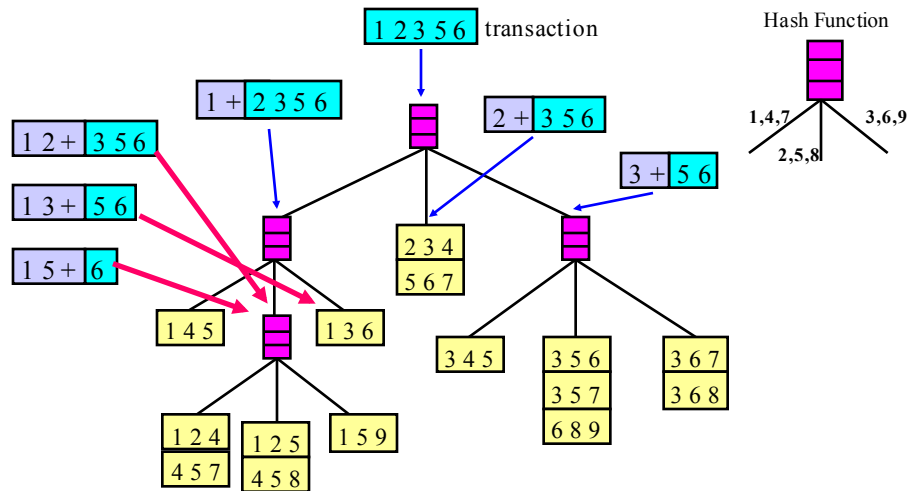 1 2 3 5 6 transaction
Hash Function
1 + 2 3 5 6
2 + 3 5 6
1,4,7
3,6,9
2,5,8
1 2 + 3 5 6
3 + 5 6
1 3 + 5 6
1 5 + 6
2 3 4
5 6 7
1 4 5
1 3 6
3 4 5
3 5 6
3 6 7
3 5 7
3 6 8
6 8 9
1 2 4
1 2 5
1 5 9
4 5 7
4 5 8